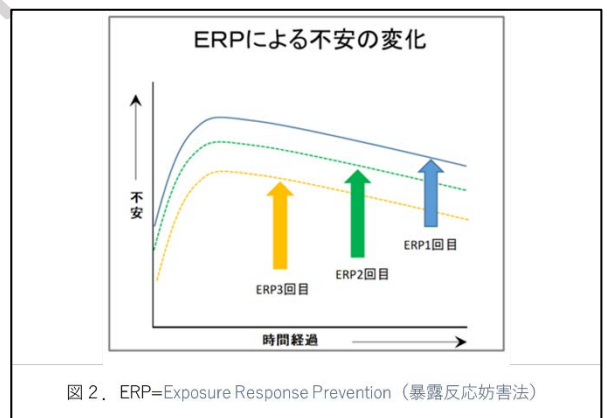 ERPによる不安の変化
不安
ERP1回目
ERP2回目
ERP3回目
時間経過
図２．ERP=Exposure Response Prevention（暴露反応妨害法）